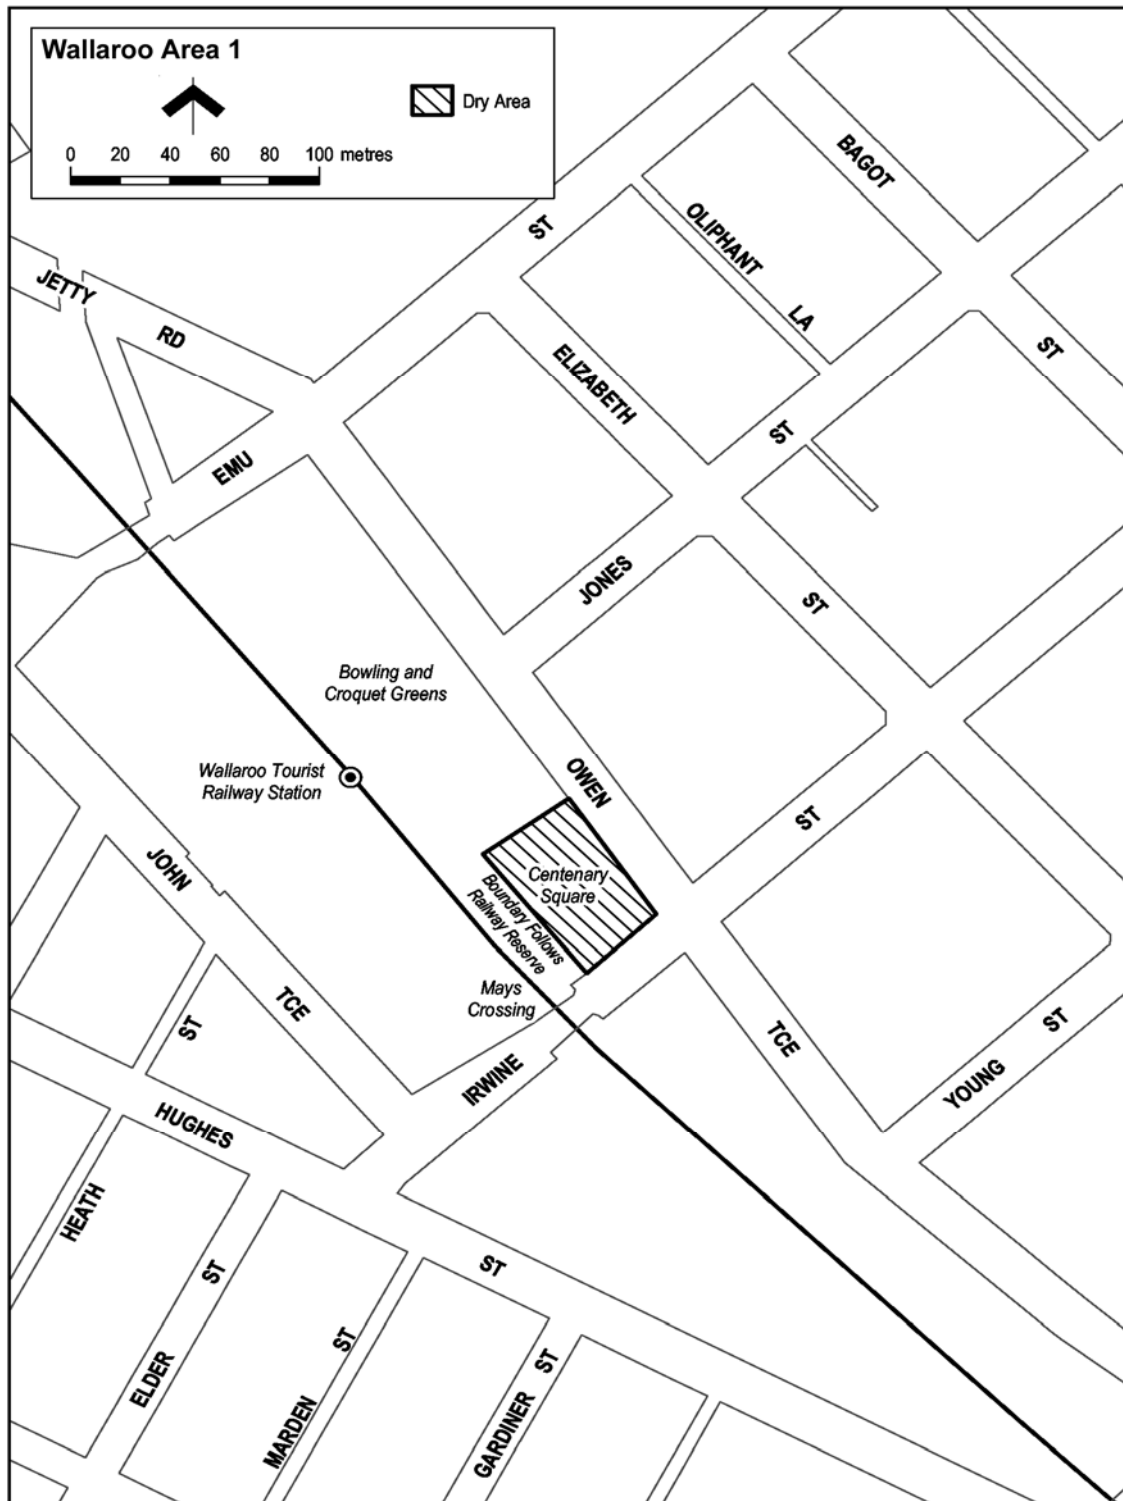 Wallaroo Area 1
Dry Area
0 20 40 60 80 100 metres
BAGOT
ST
OLIPHANT
LA
ST
JETTY
RD
ELIZABETH
ST
ST
EMU
JONES
ST
Bowling and
Croquet Greens
OWEN
Wallaroo Tourist
Railway Station
ST
JOHN
Centenary
Square
Boundary Follows
Railway Reserve
Mays
Crossing
TCE
ST
TCE
ST
IRWINE
YOUNG
HUGHES
HEATH
ST
ST
ST
ST
ELDER
MARDEN
GARDINER